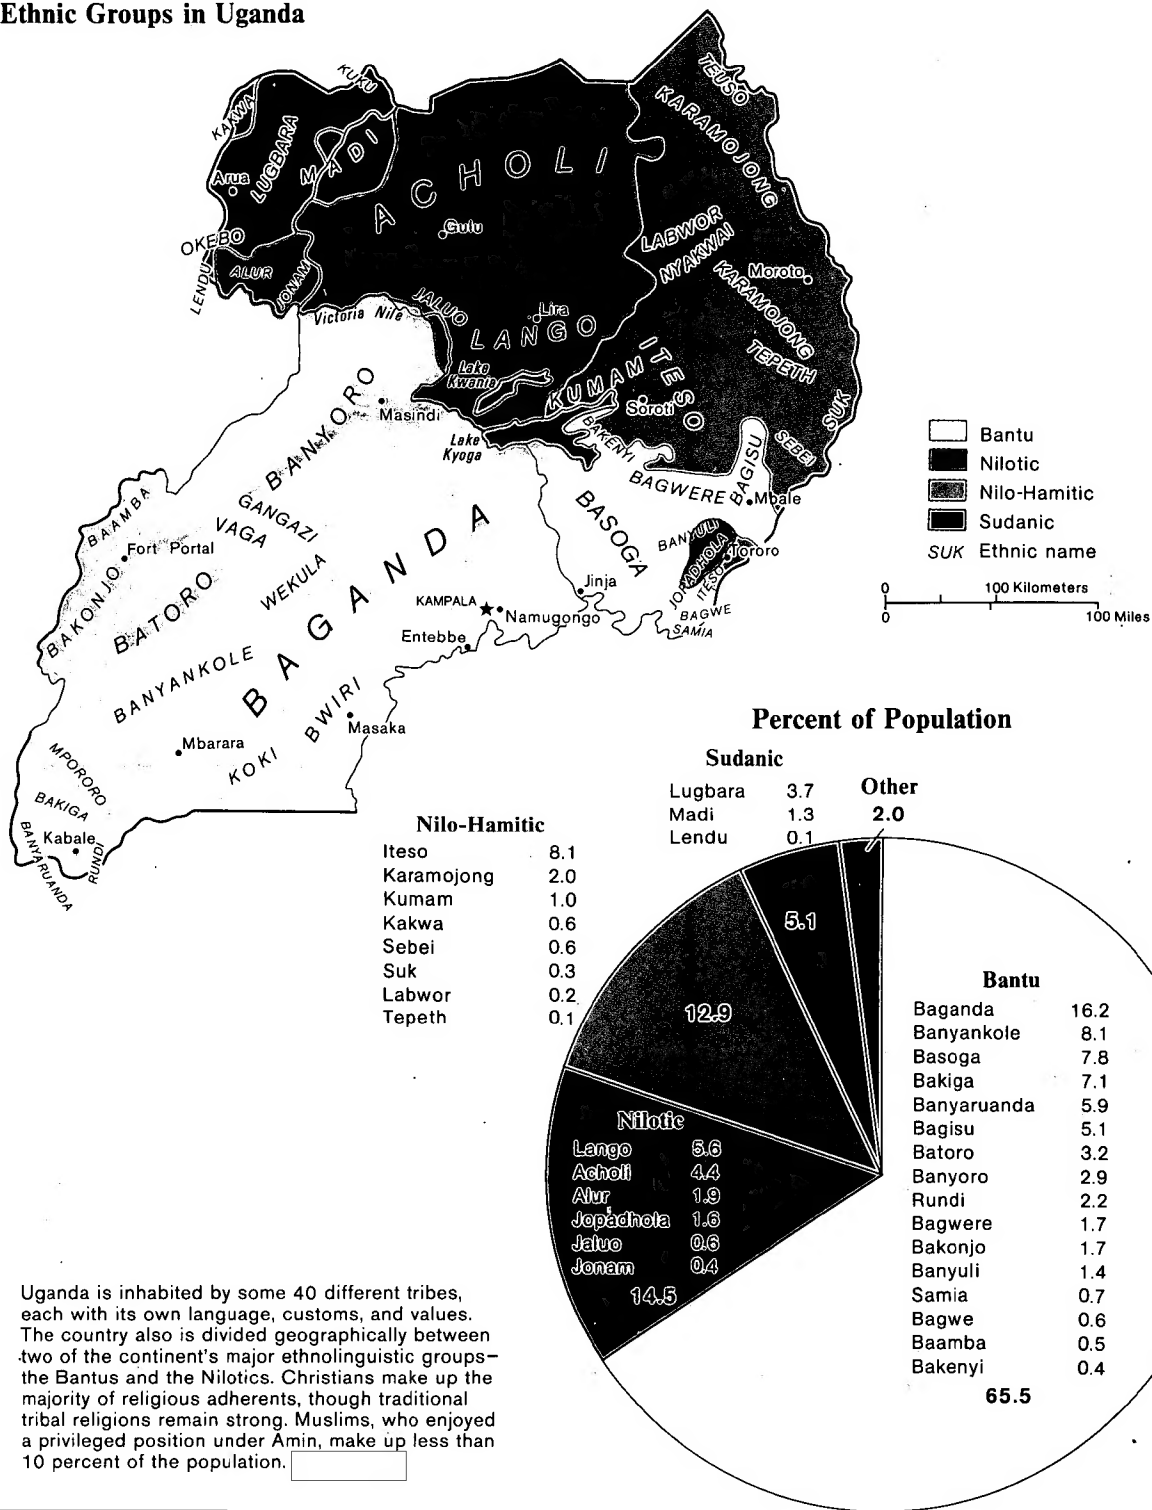 Ethnic Groups in Uganda
KUKU
KAKWA
LUGBARA
MADI
Arua
ACHOLI
Gulu
OKEBO
LENDU
ALUR
JONAM
TEUSO
KARAMOJONG
LABWOR
NYAKWAI
Moroto
KARAMOJONG
TEPETH
SUK
SEBEI
Victoria Nile
JALUO
Lira
LANGO
Lake
Kwania
KUMAM
ITESO
Soroti
BAKENYI
Lake
Kyoga
BANYORO
Masindi
BAGWERE
BAGISU
Mbale
BASOGA
BANYULI
JOPADHOLA
Tororo
ITESO
BAGWE
SAMIA
Jinja
BAAMBA
Fort Portal
GANGAZI
VAGA
WEKULA
BAKONJO
BATORO
BAGANDA
KAMPALA
Namugongo
Entebbe
BANYANKOLE
BWIRI
Masaka
KOKI
Mbarara
MPORORO
BAKIGA
Kabale
BANYARUANDA
RUNDI
Bantu
Nilotic
Nilo-Hamitic
Sudanic
SUK Ethnic name
0 100 Kilometers
0 100 Miles
Percent of Population
Sudanic
Lugbara 3.7
Madi 1.3
Lendu 0.1
5.1
Other
2.0
Nilo-Hamitic
Iteso 8.1
Karamojong 2.0
Kumam 1.0
Kakwa 0.6
Sebei 0.6
Suk 0.3
Labwor 0.2
Tepeth 0.1
12.9
Nilotic
Lango 5.6
Acholi 4.4
Alur 1.9
Jopadhola 1.6
Jaluo 0.6
Jonam 0.4
14.5
Bantu
Baganda 16.2
Banyankole 8.1
Basoga 7.8
Bakiga 7.1
Banyaruanda 5.9
Bagisu 5.1
Batoro 3.2
Banyoro 2.9
Rundi 2.2
Bagwere 1.7
Bakonjo 1.7
Banyuli 1.4
Samia 0.7
Bagwe 0.6
Baamba 0.5
Bakenyi 0.4
65.5
Uganda is inhabited by some 40 different tribes,
each with its own language, customs, and values.
The country also is divided geographically between
two of the continent's major ethnolinguistic groups—
the Bantus and the Nilotics. Christians make up the
majority of religious adherents, though traditional
tribal religions remain strong. Muslims, who enjoyed
a privileged position under Amin, make up less than
10 percent of the population.